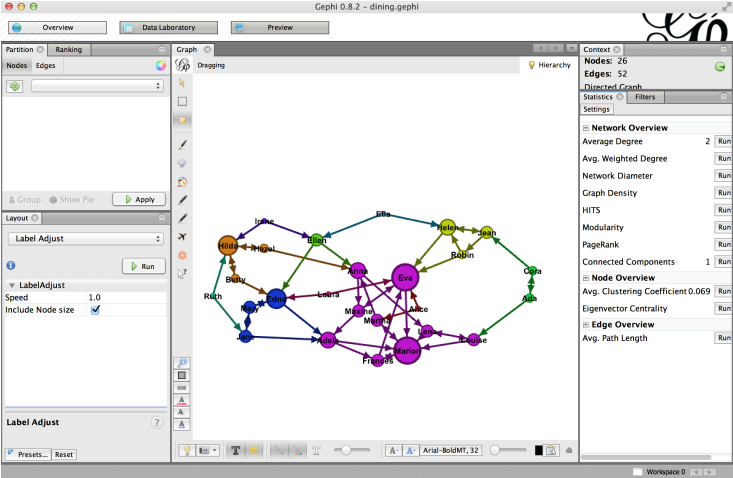 Gephi 0.8.2 - dining.gephi
Overview
Data Laboratory
Preview
Partition
Ranking
Nodes
Edges
Group
Show Pie
Apply
Layout
Label Adjust
Run
LabelAdjust
Speed 1.0
Include Node size
Label Adjust
Presets...
Reset
Graph
Dragging
Hierarchy
Irene
Ella
Ellen
Helen
Jean
Hilda
Hazel
Robin
Anna
Eva
Cora
Betty
Ruth
Edna
Laura
Ada
Mary
Maxine
Martha
Alice
Jane
Adele
Lena
Louise
Marion
Frances
SIZE
A
A
A
T
T
A-
A-
Arial-BoldMT, 32
Context
Nodes: 26
Edges: 52
Directed Graph
Statistics
Filters
Settings
Network Overview
Average Degree 2 Run
Avg. Weighted Degree Run
Network Diameter Run
Graph Density Run
HITS Run
Modularity Run
PageRank Run
Connected Components 1 Run
Node Overview
Avg. Clustering Coefficient 0.069 Run
Eigenvector Centrality Run
Edge Overview
Avg. Path Length Run
Workspace 0